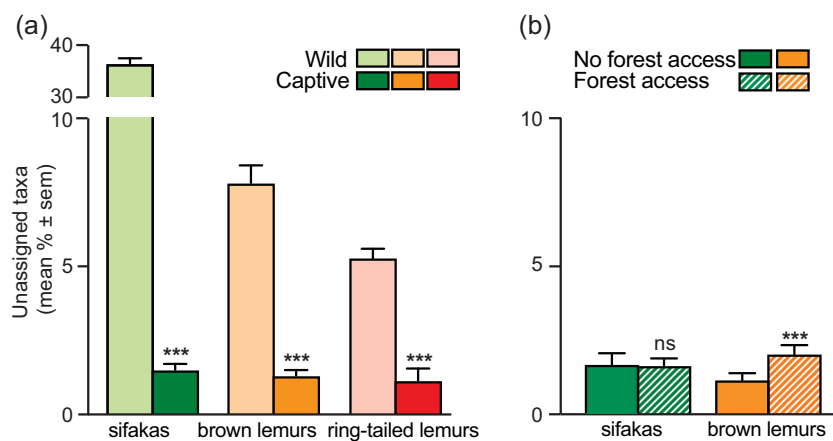 (a)
Unassigned taxa
(mean % ± sem)
40
30
10
5
0
Wild
Captive
***
***
***
sifakas brown lemurs ring-tailed lemurs
(b)
No forest access
Forest access
10
5
0
ns
***
sifakas brown lemurs